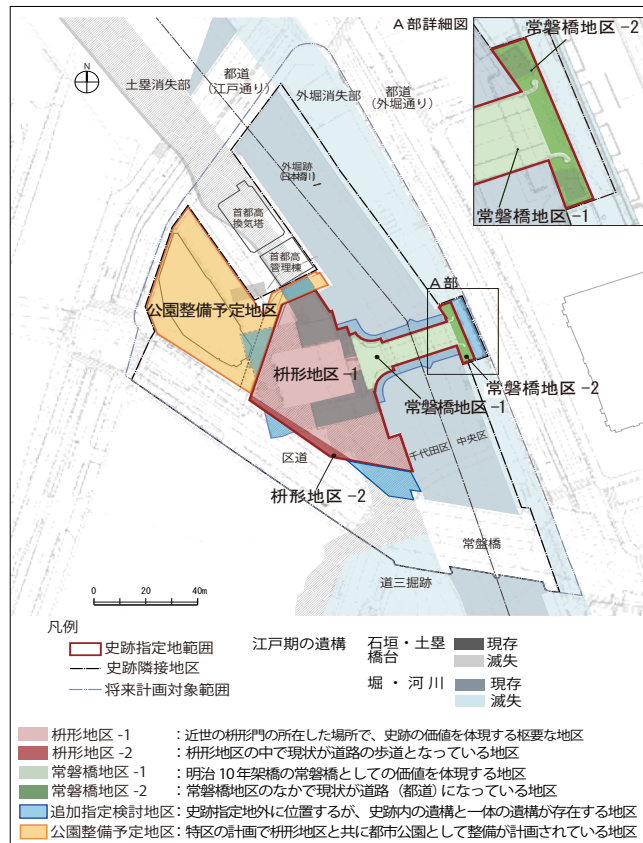 A部詳細図
常磐橋地区-2
常磐橋地区-1
N
土塁消失部
都道
(江戸通り)
外堀消失部
都道
(外堀通り)
外堀跡
(日本橋川)
首都高
換気塔
首都高
管理棟
A部
公園整備予定地区
枡形地区-1
常磐橋地区-2
常磐橋地区-1
千代田区
中央区
区道
枡形地区-2
常盤橋
道三掘跡
0 20 40m
凡例
史跡指定地範囲
史跡隣接地区
将来計画対象範囲
江戸期の遺構
石垣・土塁
橋台
現存
滅失
堀・河川
現存
滅失
枡形地区-1 :近世の枡形門の所在した場所で、史跡の価値を体現する枢要な地区
枡形地区-2 :枡形地区の中で現状が道路の歩道となっている地区
常磐橋地区-1 :明治10年架橋の常磐橋としての価値を体現する地区
常磐橋地区-2 :常磐橋地区のなかで現状が道路(都道)になっている地区
追加指定検討地区:史跡指定地外に位置するが、史跡内の遺構と一体の遺構が存在する地区
公園整備予定地区:特区の計画で枡形地区と共に都市公園として整備が計画されている地区